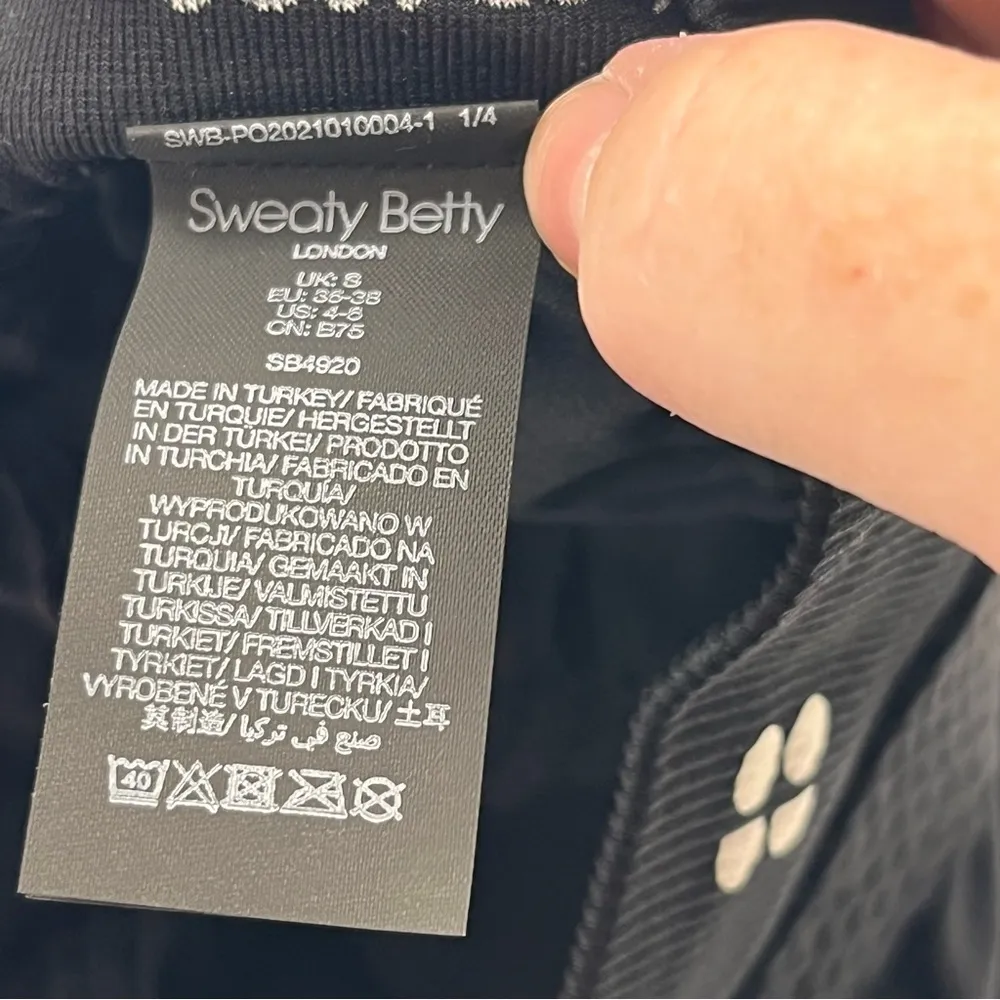 SWB-PO2021010004-1 1/4
Sweaty Betty
LONDON
UK: S
EU: 36-38
US: 4-6
CN: B75
SB4920
MADE IN TURKEY/ FABRIQUÉ
EN TURQUIE/ HERGESTELLT
IN DER TÜRKEI/ PRODOTTO
IN TURCHIA/ FABRICADO EN
TURQUÍA/
WYPRODUKOWANO W
TURCJI/ FABRICADO NA
TURQUIA/ GEMAAKT IN
TURKIJE/ VALMISTETTU
TURKISSA/ TILLVERKAD I
TURKIET/ FREMSTILLET I
TYRKIET/ LAGD I TYRKIA/
VYROBENÉ V TURECKU/ 土耳
英制造/ صنع في تركيا
40